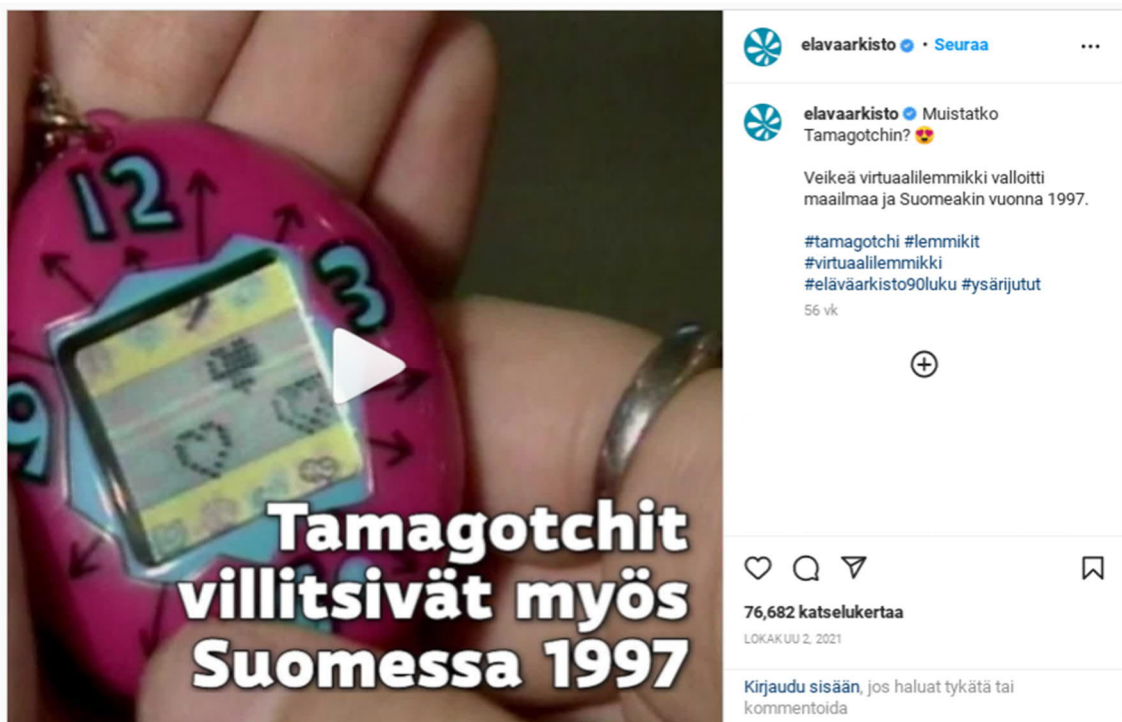 12
3
9
Tamagotchit
villitsivät myös
Suomessa 1997
elavaarkisto • Seuraa
elavaarkisto Muistatko
Tamagotchin? 😍
Veikeä virtuaalilemmikki valloitti
maailmaa ja Suomeakin vuonna 1997.
#tamagotchi #lemmikit
#virtuaalilemmikki
#eläväarkisto90luku #ysärijutut
56 vk
76,682 katselukertaa
LOKAKUU 2, 2021
Kirjaudu sisään, jos haluat tykätä tai
kommentoida